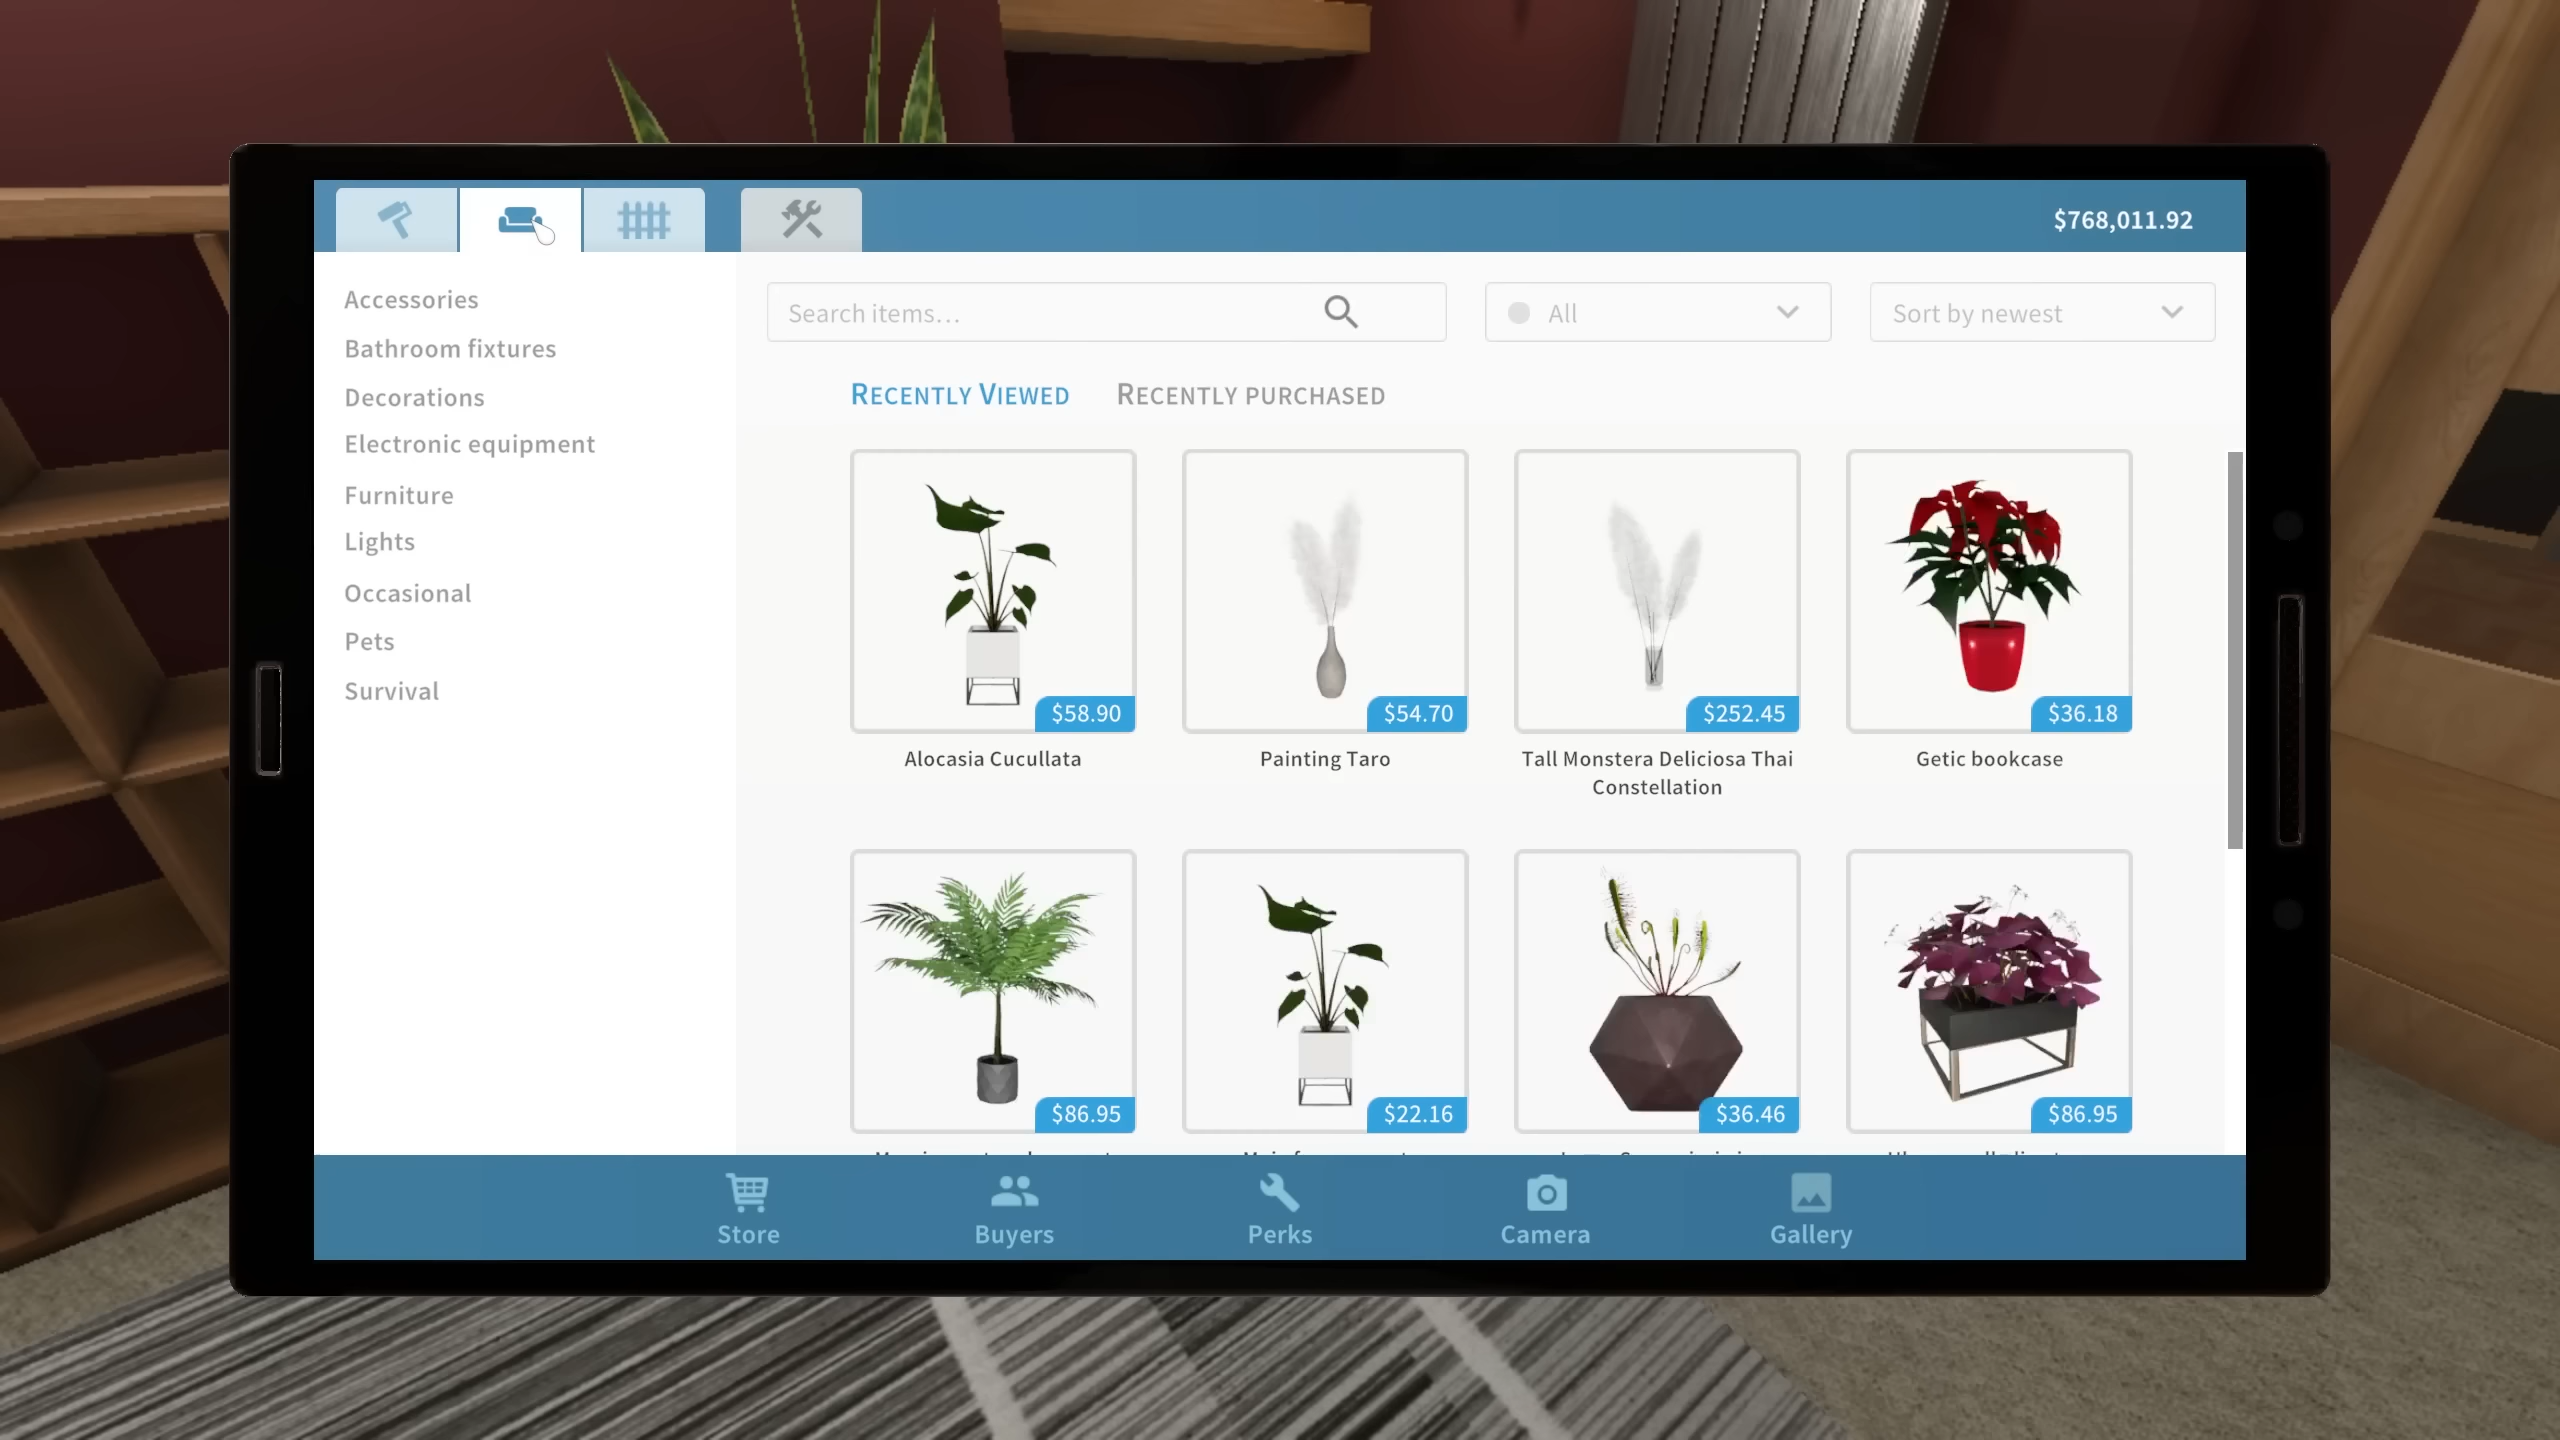 $768,011.92
Accessories
Bathroom fixtures
Decorations
Electronic equipment
Furniture
Lights
Occasional
Pets
Survival
Search items...
All
Sort by newest
RECENTLY VIEWED
RECENTLY PURCHASED
$58.90
$54.70
$252.45
$36.18
Alocasia Cucullata
Painting Taro
Tall Monstera Deliciosa Thai
Constellation
Getic bookcase
$86.95
$22.16
$36.46
$86.95
Store
Buyers
Perks
Camera
Gallery